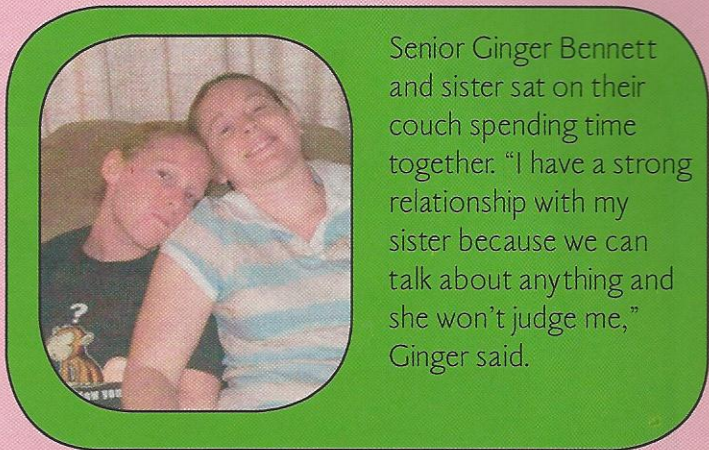 Senior Ginger Bennett
and sister sat on their
couch spending time
together. “I have a strong
relationship with my
sister because we can
talk about anything and
she won’t judge me,”
Ginger said.
?
YOU